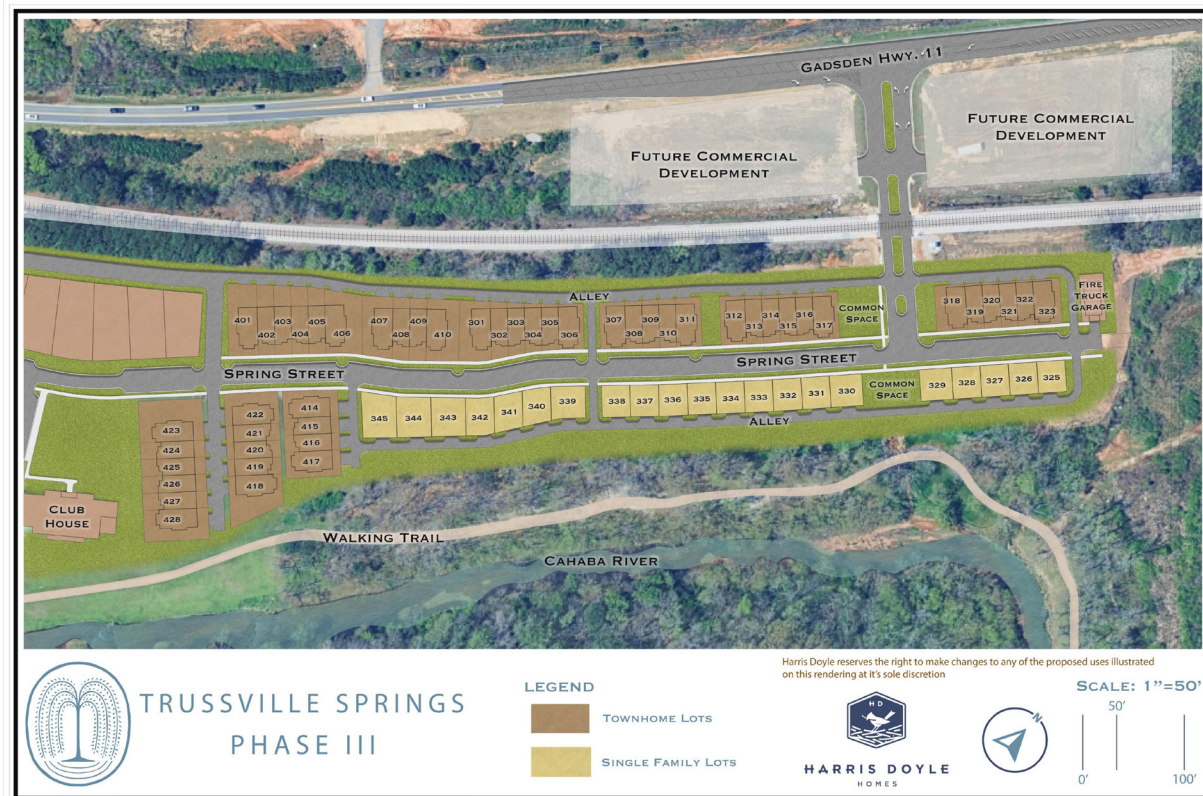 GADSDEN HWY. 11
FUTURE COMMERCIAL
DEVELOPMENT
FUTURE COMMERCIAL
DEVELOPMENT
ALLEY
401
402
403
404
405
406
407
408
409
410
301
302
303
304
305
306
307
308
309
310
311
312
313
314
315
316
317
COMMON
SPACE
318
319
320
321
322
323
FIRE
TRUCK
GARAGE
SPRING STREET
SPRING STREET
345
344
343
342
341
340
339
338
337
336
335
334
333
332
331
330
COMMON
SPACE
329
328
327
326
325
ALLEY
423
424
425
426
427
428
422
421
420
419
418
414
415
416
417
CLUB
HOUSE
WALKING TRAIL
CAHABA RIVER
TRUSSVILLE SPRINGS
PHASE III
LEGEND
TOWNHOME LOTS
SINGLE FAMILY LOTS
Harris Doyle reserves the right to make changes to any of the proposed uses illustrated
on this rendering at it's sole discretion
HD
HARRIS DOYLE
HOMES
N
SCALE: 1"=50'
50'
0'
100'